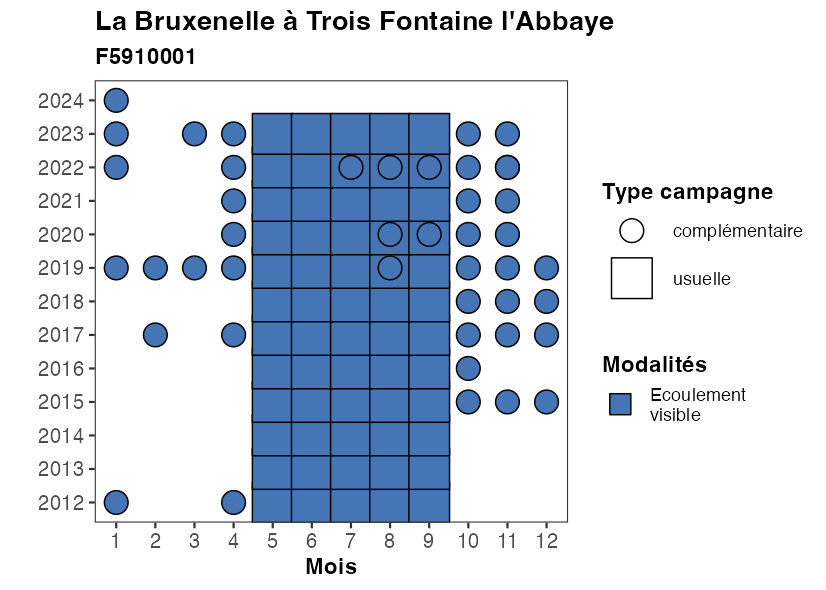 La Bruxenelle à Trois Fontaine l'Abbaye
F5910001
2024
2023
2022
2021
2020
2019
2018
2017
2016
2015
2014
2013
2012
1 2 3 4 5 6 7 8 9 10 11 12
Mois
Type campagne
complémentaire
usuelle
Modalités
Ecoulement
visible